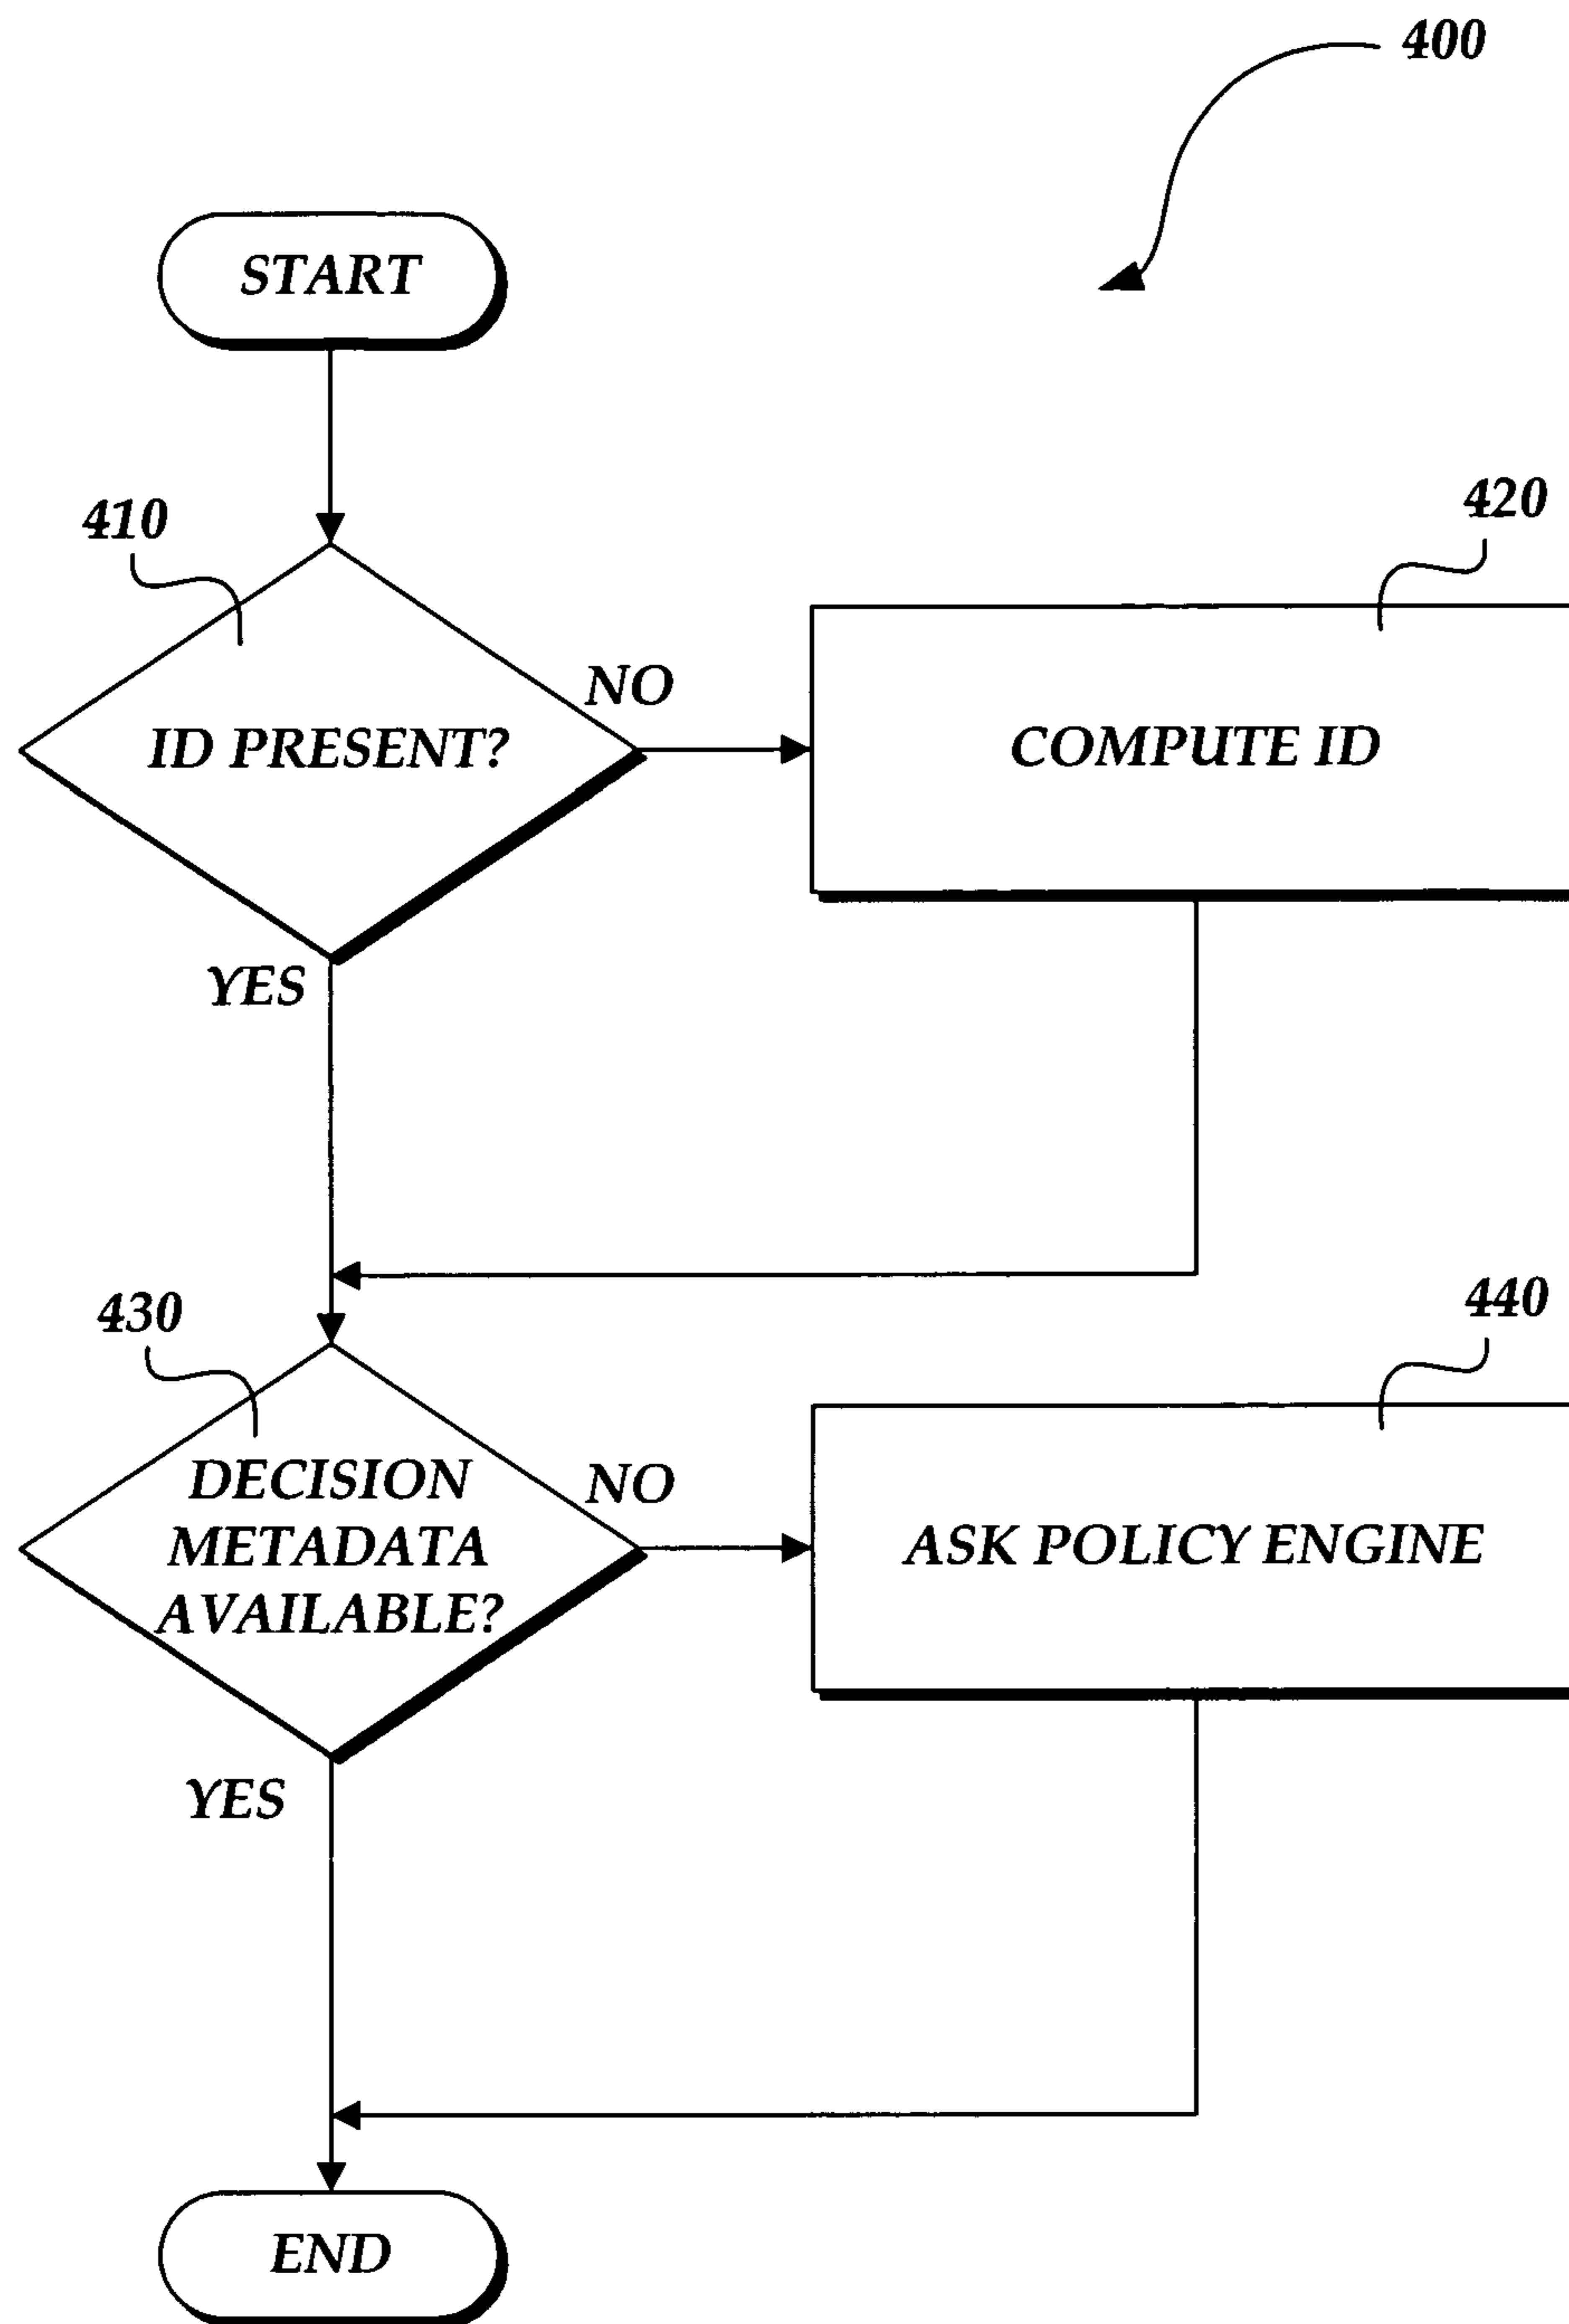 400
START
410
420
ID PRESENT?
NO
COMPUTE ID
YES
430
440
DECISION
METADATA
AVAILABLE?
NO
ASK POLICY ENGINE
YES
END